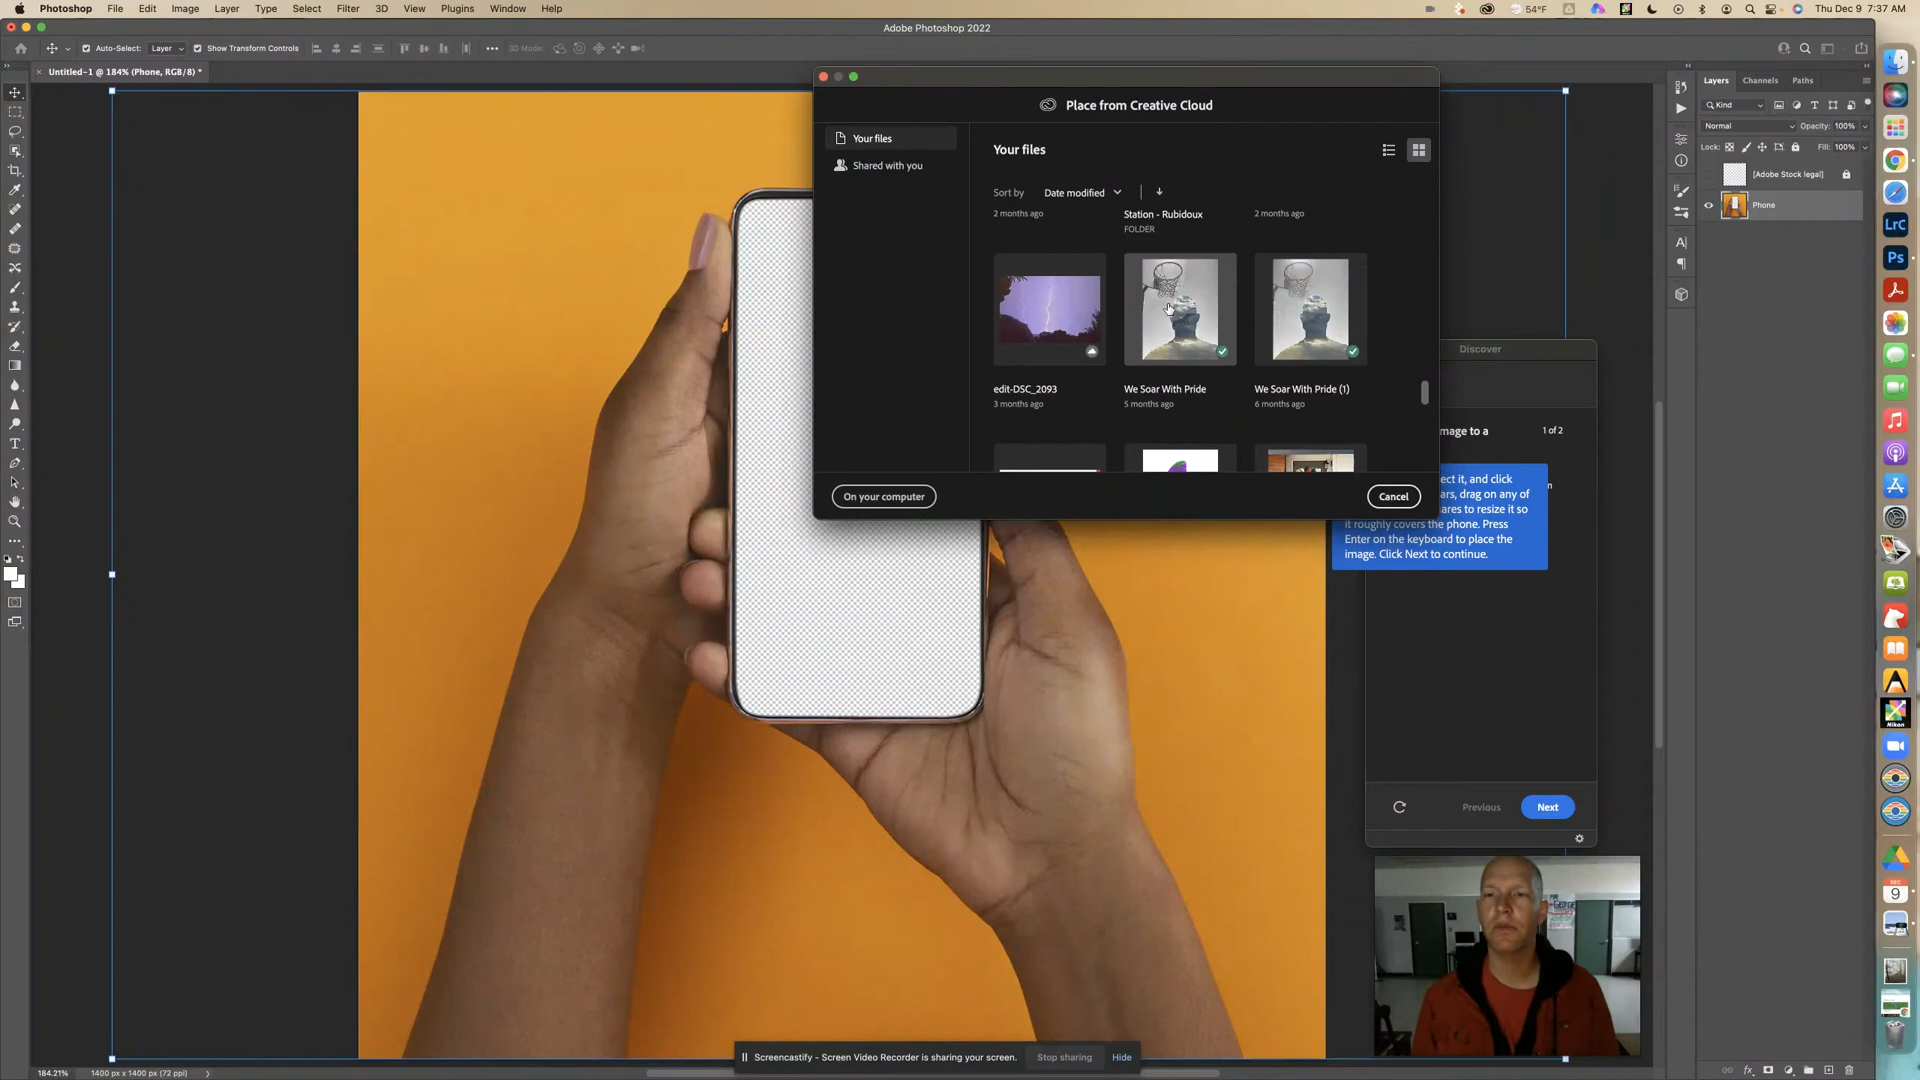 Photoshop File Edit Image Layer Type Select Filter 3D View Plugins Window Help
54°F Thu Dec 9 7:37 AM
Adobe Photoshop 2022
Auto-Select: Layer Show Transform Controls 3D Mode:
Untitled-1 @ 184% (Phone, RGB/8) *
Place from Creative Cloud
Your files
Shared with you
Your files
Sort by Date modified
2 months ago
Station - Rubidoux
FOLDER
2 months ago
edit-DSC_2093
3 months ago
We Soar With Pride
5 months ago
We Soar With Pride (1)
6 months ago
On your computer
Cancel
Discover
mage to a 1 of 2
ect it, and click
ars, drag on any of
ares to resize it so
it roughly covers the phone. Press
Enter on the keyboard to place the
image. Click Next to continue.
n
Previous
Next
Layers Channels Paths
Kind
Normal Opacity: 100%
Lock: Fill: 100%
[Adobe Stock legal]
Phone
LrC
Ps
Nikon
DEC
9
Screencastify - Screen Video Recorder is sharing your screen. Stop sharing Hide
184.21% 1400 px x 1400 px (72 ppi)